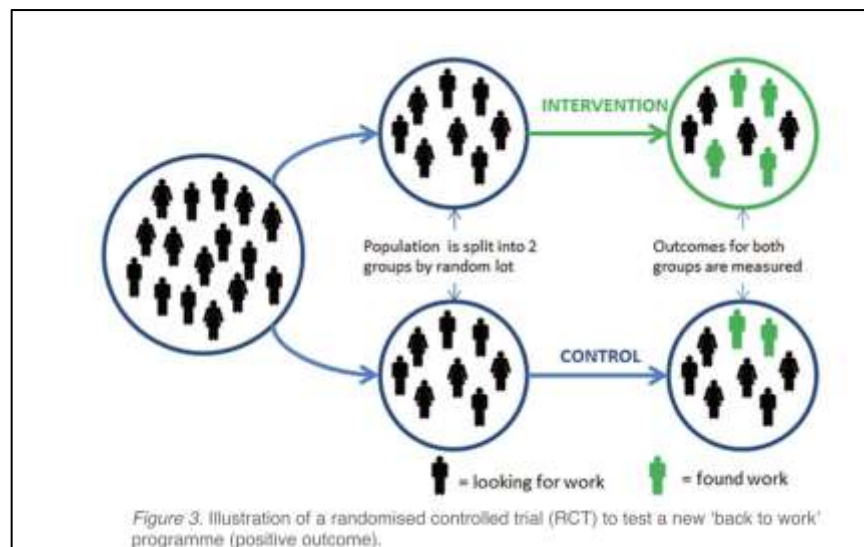 INTERVENTION
Population is split into 2
groups by random lot
Outcomes for both
groups are measured
CONTROL
= looking for work
= found work
Figure 3. Illustration of a randomised controlled trial (RCT) to test a new 'back to work'
programme (positive outcome).